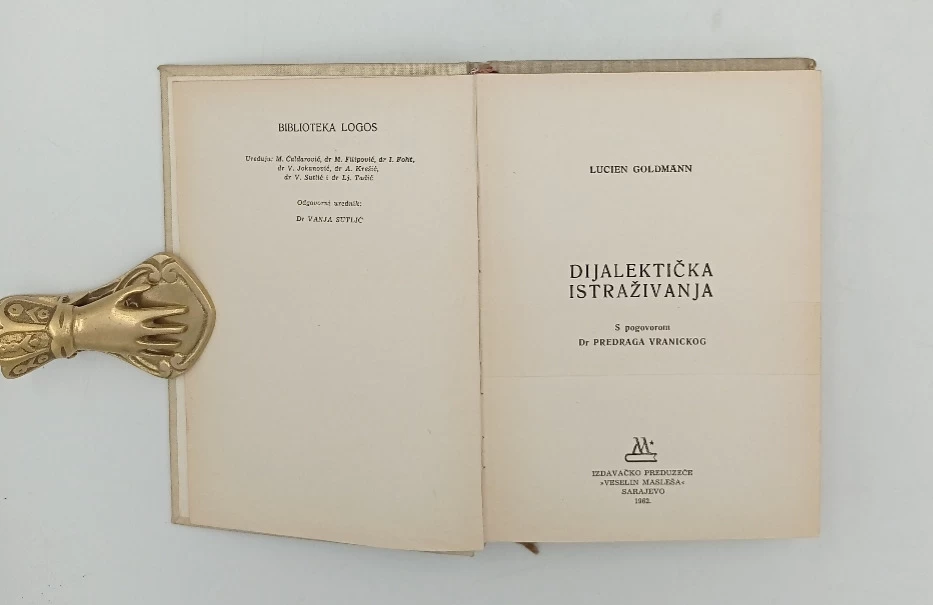 BIBLIOTEKA LOGOS
Uređuju: M. Čaldarović, dr M. Filipović, dr I. Foht,
dr V. Jokanović, dr A. Krešić,
dr V. Sutlić i dr Lj. Tadić
Odgovorni urednik:
Dr VANJA SUTLIĆ
LUCIEN GOLDMANN
DIJALEKTIČKA
ISTRAŽIVANJA
S pogovorom
Dr PREDRAGA VRANICKOG
IZDAVAČKO PREDUZEĆE
»VESELIN MASLEŠA«
SARAJEVO
1962.